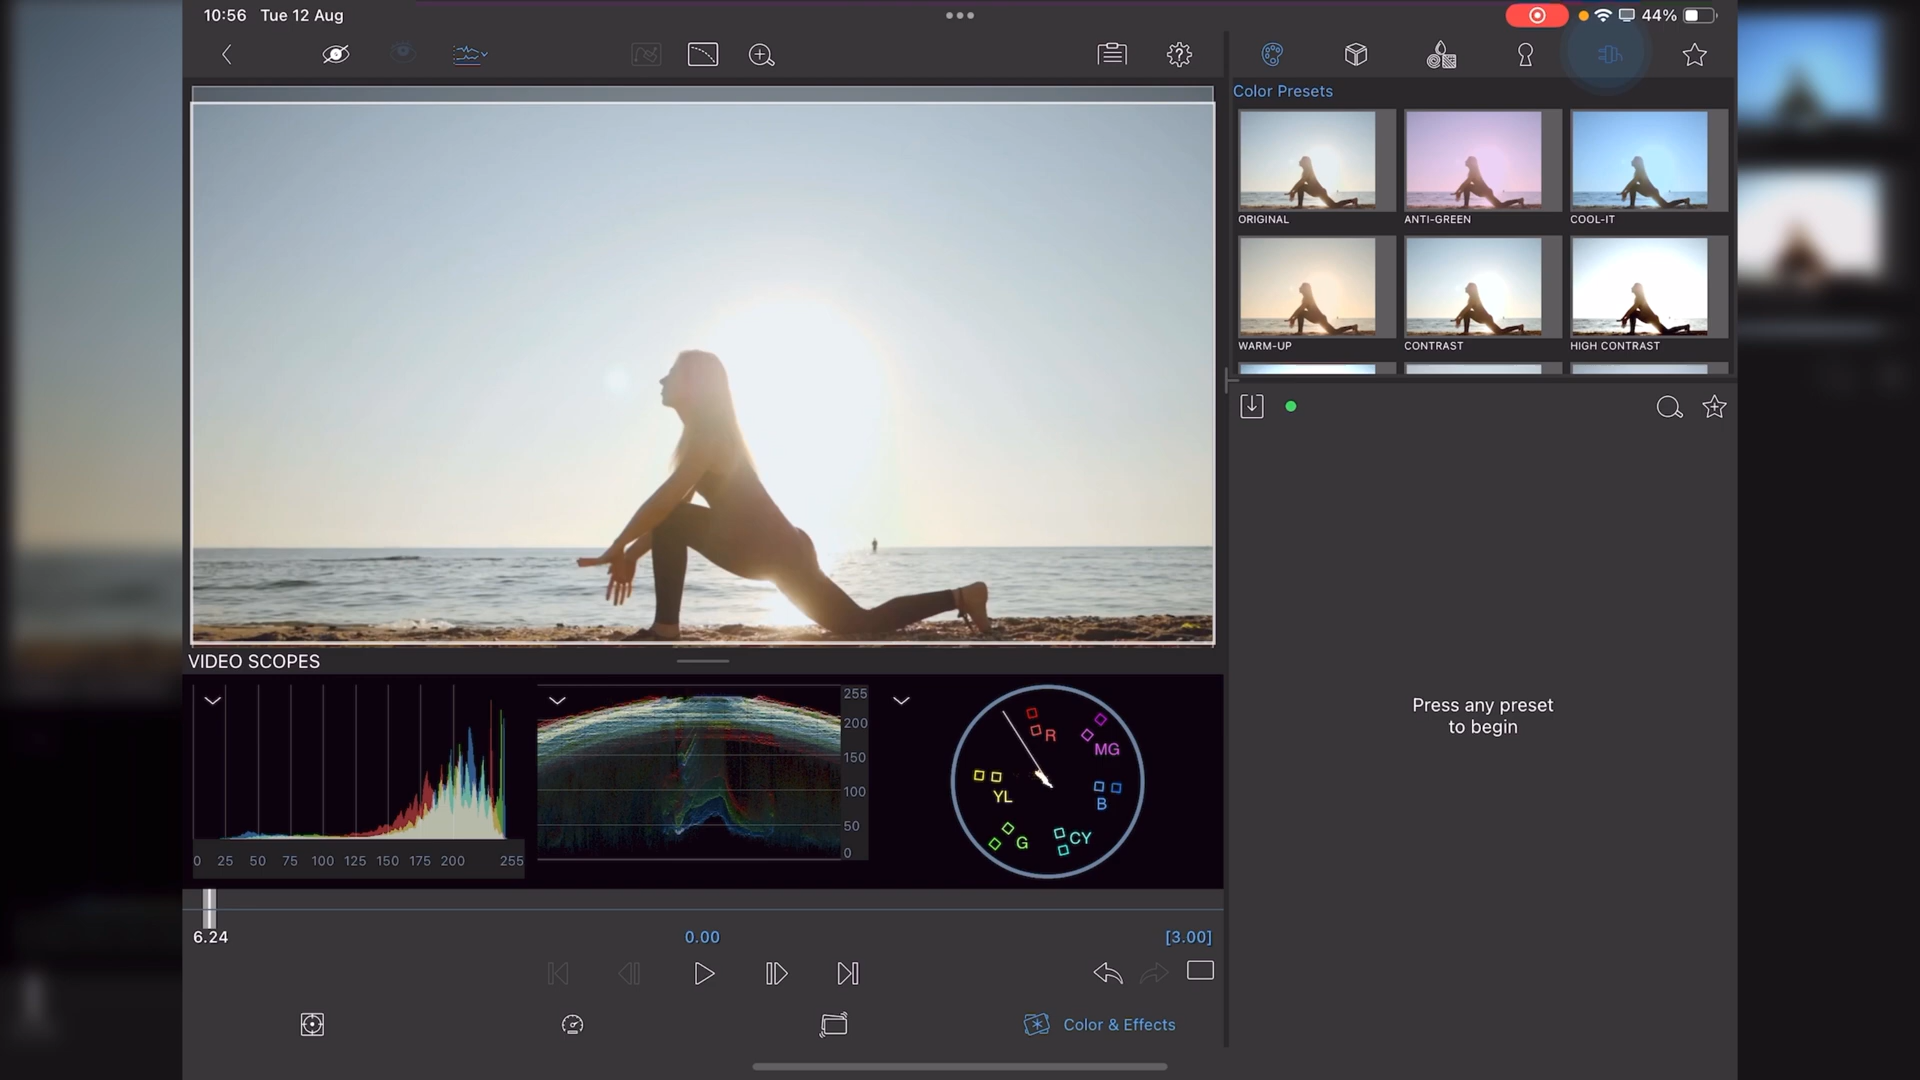 10:56 Tue 12 Aug
44%
Color Presets
ORIGINAL
ANTI-GREEN
COOL-IT
WARM-UP
CONTRAST
HIGH CONTRAST
Press any preset
to begin
VIDEO SCOPES
0 25 50 75 100 125 150 175 200 255
255
200
150
100
50
0
R
MG
YL
B
G
CY
6.24
0.00
[3.00]
Color & Effects